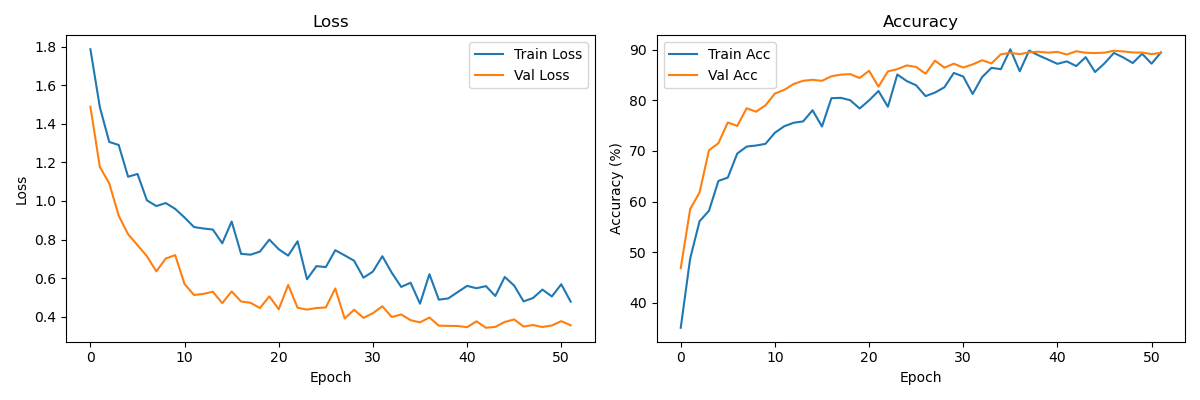 Loss
Train Loss
Val Loss
1.8
1.6
1.4
1.2
1.0
0.8
0.6
0.4
Loss
0 10 20 30 40 50
Epoch
Accuracy
Train Acc
Val Acc
90
80
70
60
50
40
Accuracy (%)
0 10 20 30 40 50
Epoch